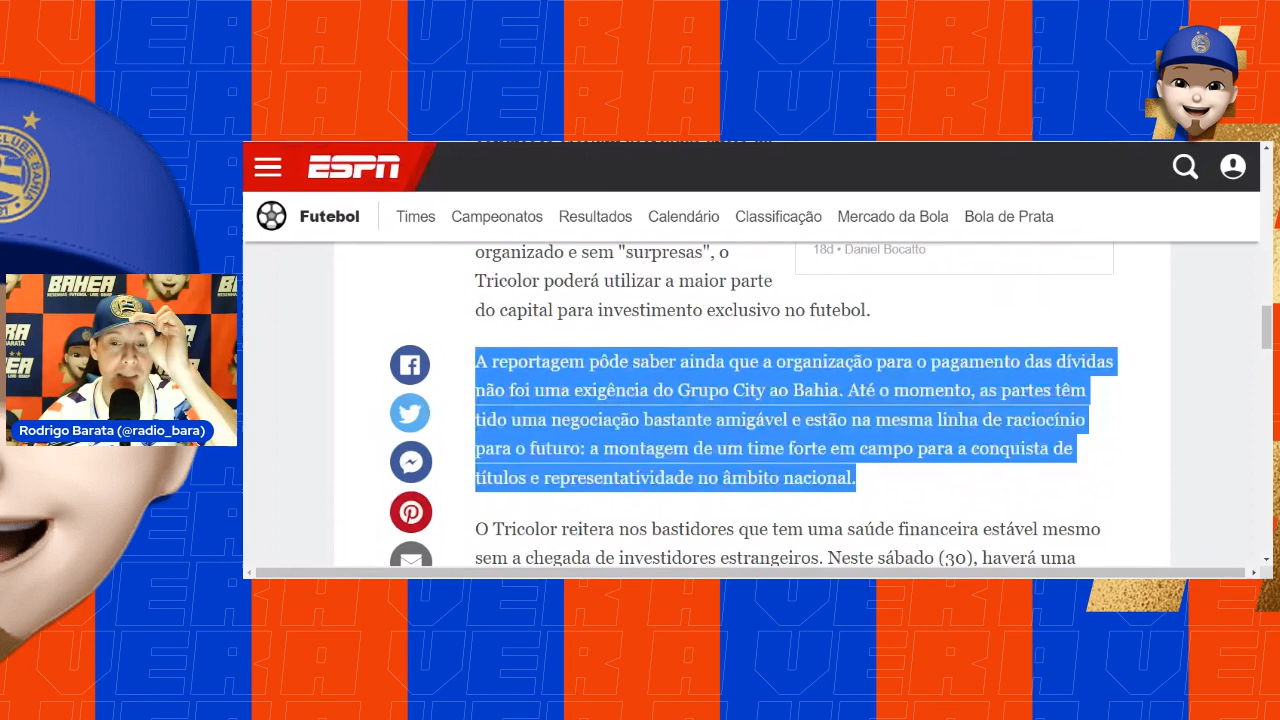 ESPN
Futebol
Times Campeonatos Resultados Calendário Classificação Mercado da Bola Bola de Prata
organizado e sem "surpresas", o
18d • Daniel Bocatto
Tricolor poderá utilizar a maior parte
do capital para investimento exclusivo no futebol.
A reportagem pôde saber ainda que a organização para o pagamento das dívidas
não foi uma exigência do Grupo City ao Bahia. Até o momento, as partes têm
tido uma negociação bastante amigável e estão na mesma linha de raciocínio
para o futuro: a montagem de um time forte em campo para a conquista de
títulos e representatividade no âmbito nacional.
O Tricolor reitera nos bastidores que tem uma saúde financeira estável mesmo
sem a chegada de investidores estrangeiros. Neste sábado (30), haverá uma
CLUBE BAHIA
BAHEA
Rodrigo Barata (@radio_bara)